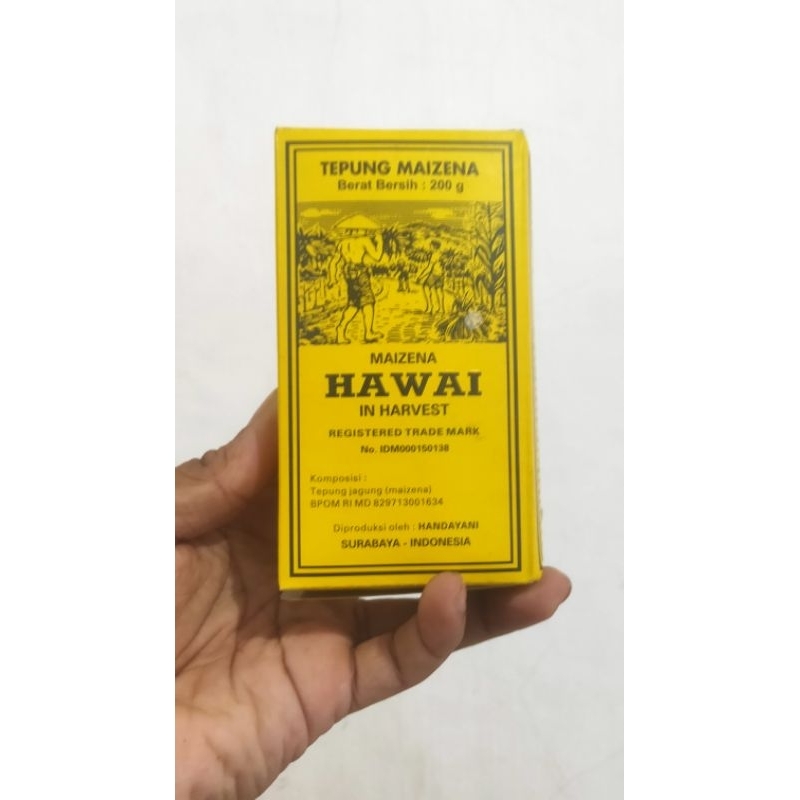 TEPUNG MAIZENA
Berat Bersih : 200 g
MAIZENA
HAWAI
IN HARVEST
REGISTERED TRADE MARK
No. IDM000150138
Komposisi :
Tepung jagung (maizena)
BPOM RI MD 829713001634
Diproduksi oleh : HANDAYANI
SURABAYA - INDONESIA